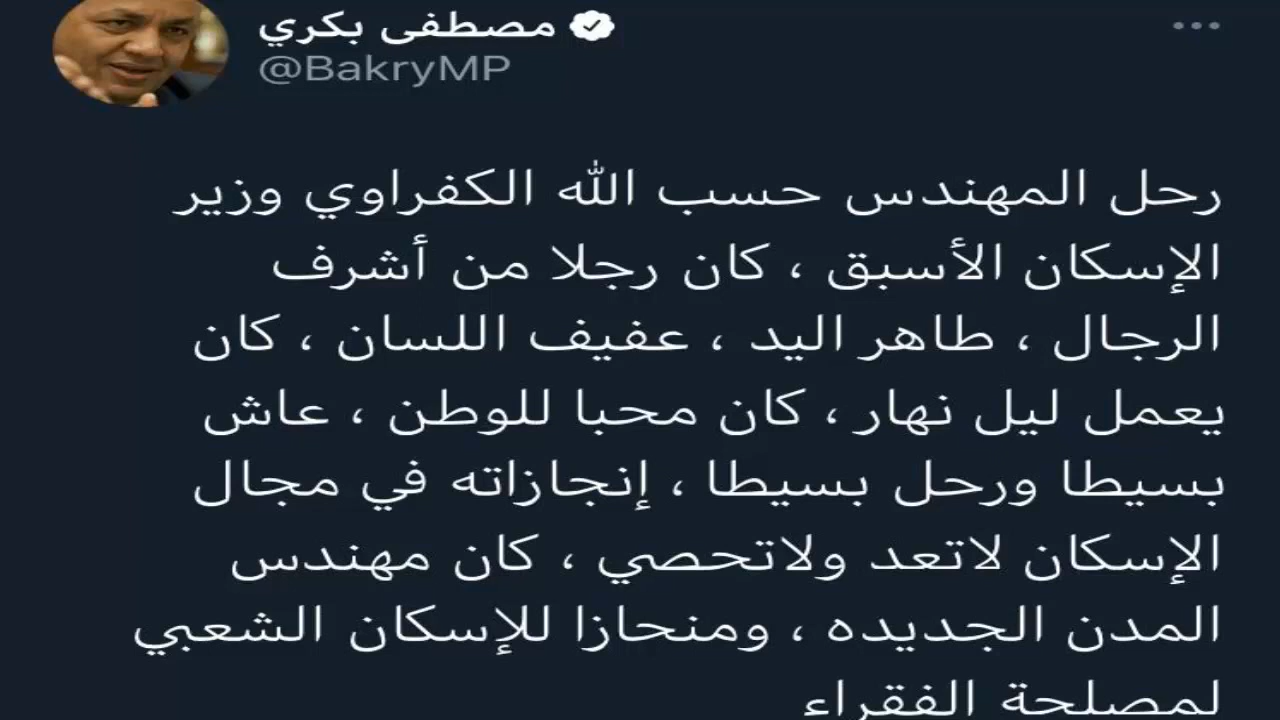 مصطفى بكري
@BakryMP
رحل المهندس حسب الله الكفراوي وزير
الإسكان الأسبق ، كان رجلا من أشرف
الرجال ، طاهر اليد ، عفيف اللسان ، كان
يعمل ليل نهار ، كان محبا للوطن ، عاش
بسيطا ورحل بسيطا ، إنجازاته في مجال
الإسكان لاتعد ولاتحصي ، كان مهندس
المدن الجديده ، ومنحازا للإسكان الشعبي
لمصلحة الفقراء